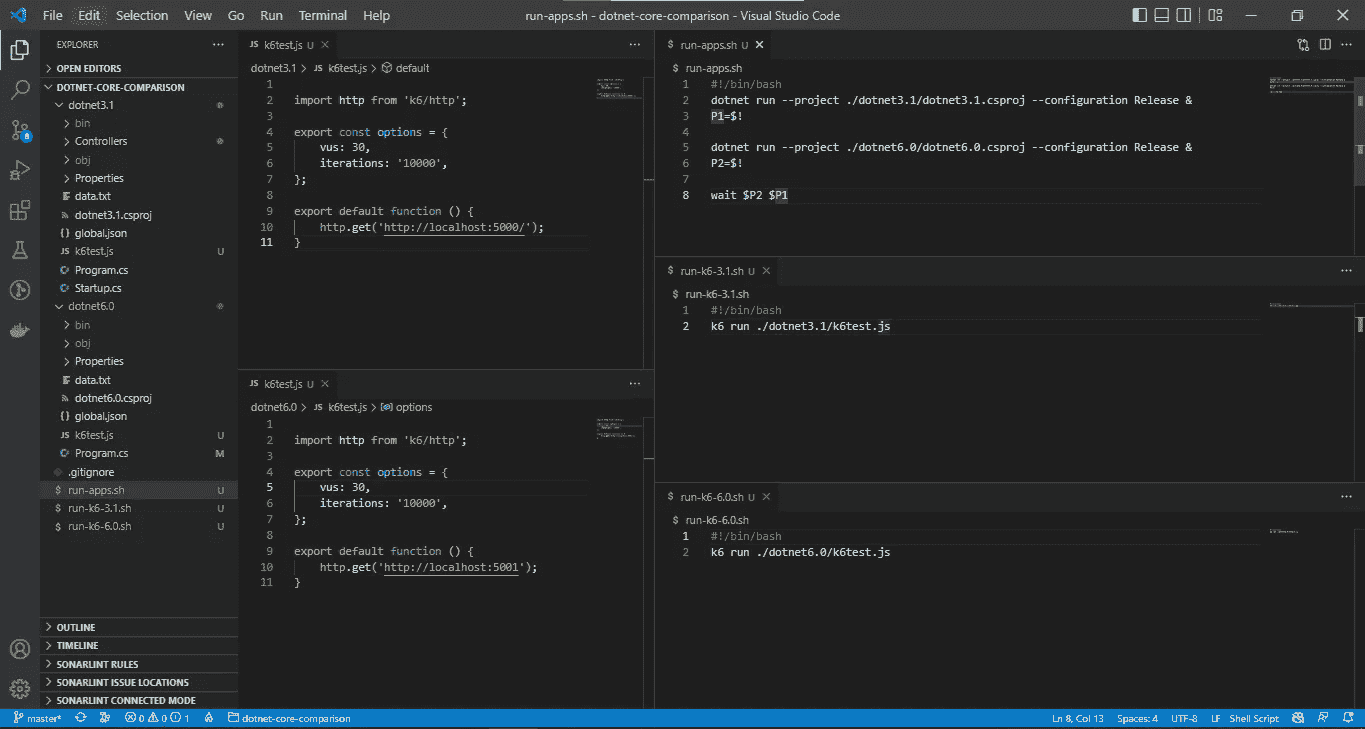 File Edit Selection View Go Run Terminal Help
run-apps.sh - dotnet-core-comparison - Visual Studio Code
EXPLORER
OPEN EDITORS
DOTNET-CORE-COMPARISON
dotnet3.1
bin
Controllers
obj
Properties
data.txt
dotnet3.1.csproj
{} global.json
JS k6test.js U
Program.cs
Startup.cs
dotnet6.0
bin
obj
Properties
data.txt
dotnet6.0.csproj
{} global.json
JS k6test.js U
Program.cs M
.gitignore
$ run-apps.sh U
$ run-k6-3.1.sh U
$ run-k6-6.0.sh U
OUTLINE
TIMELINE
SONARLINT RULES
SONARLINT ISSUE LOCATIONS
SONARLINT CONNECTED MODE
JS k6test.js U
dotnet3.1 > JS k6test.js > default
1
2 import http from 'k6/http';
3
4 export const options = {
5 vus: 30,
6 iterations: '10000',
7 };
8
9 export default function () {
10 http.get('http://localhost:5000/');
11 }
JS k6test.js U
dotnet6.0 > JS k6test.js > options
1
2 import http from 'k6/http';
3
4 export const options = {
5 vus: 30,
6 iterations: '10000',
7 };
8
9 export default function () {
10 http.get('http://localhost:5001');
11 }
$ run-apps.sh U
$ run-apps.sh
1 #!/bin/bash
2 dotnet run --project ./dotnet3.1/dotnet3.1.csproj --configuration Release &
3 P1=$!
4
5 dotnet run --project ./dotnet6.0/dotnet6.0.csproj --configuration Release &
6 P2=$!
7
8 wait $P2 $P1
$ run-k6-3.1.sh U
$ run-k6-3.1.sh
1 #!/bin/bash
2 k6 run ./dotnet3.1/k6test.js
$ run-k6-6.0.sh U
$ run-k6-6.0.sh
1 #!/bin/bash
2 k6 run ./dotnet6.0/k6test.js
master* 0 0 1 dotnet-core-comparison
Ln 8, Col 13 Spaces: 4 UTF-8 LF Shell Script